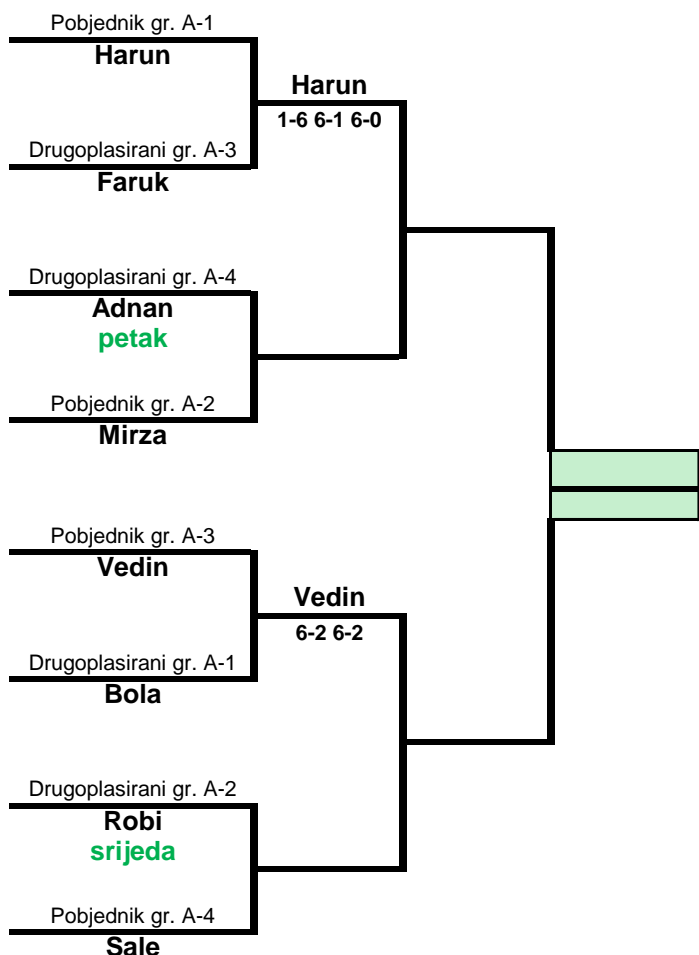 Pobjednik gr. A-1
Harun
Harun
1-6 6-1 6-0
Drugoplasirani gr. A-3
Faruk
Drugoplasirani gr. A-4
Adnan
petak
Pobjednik gr. A-2
Mirza
Pobjednik gr. A-3
Vedin
Vedin
6-2 6-2
Drugoplasirani gr. A-1
Bola
Drugoplasirani gr. A-2
Robi
srijeda
Pobjednik gr. A-4
Sale